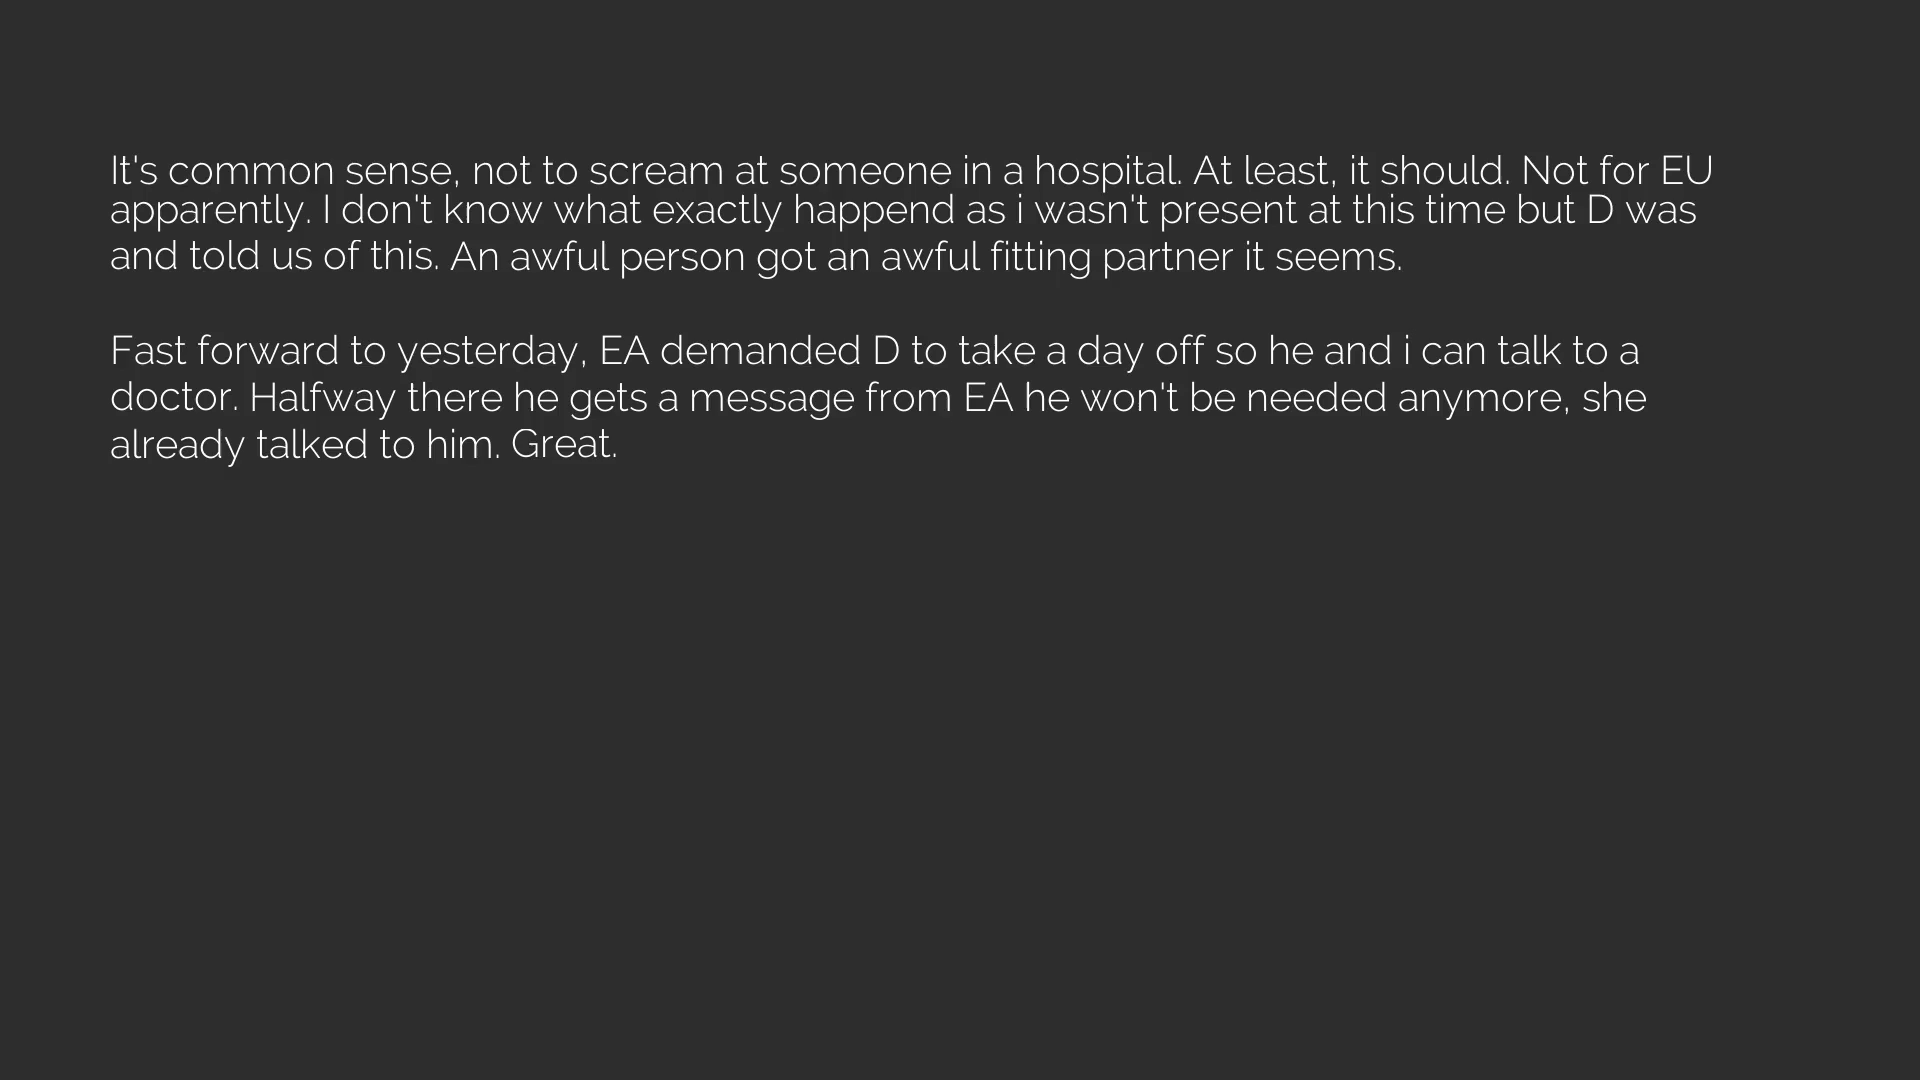 It's common sense, not to scream at someone in a hospital. At least, it should. Not for EU
apparently. I don't know what exactly happend as i wasn't present at this time but D was
and told us of this. An awful person got an awful fitting partner it seems.
Fast forward to yesterday, EA demanded D to take a day off so he and i can talk to a
doctor. Halfway there he gets a message from EA he won't be needed anymore, she
already talked to him. Great.